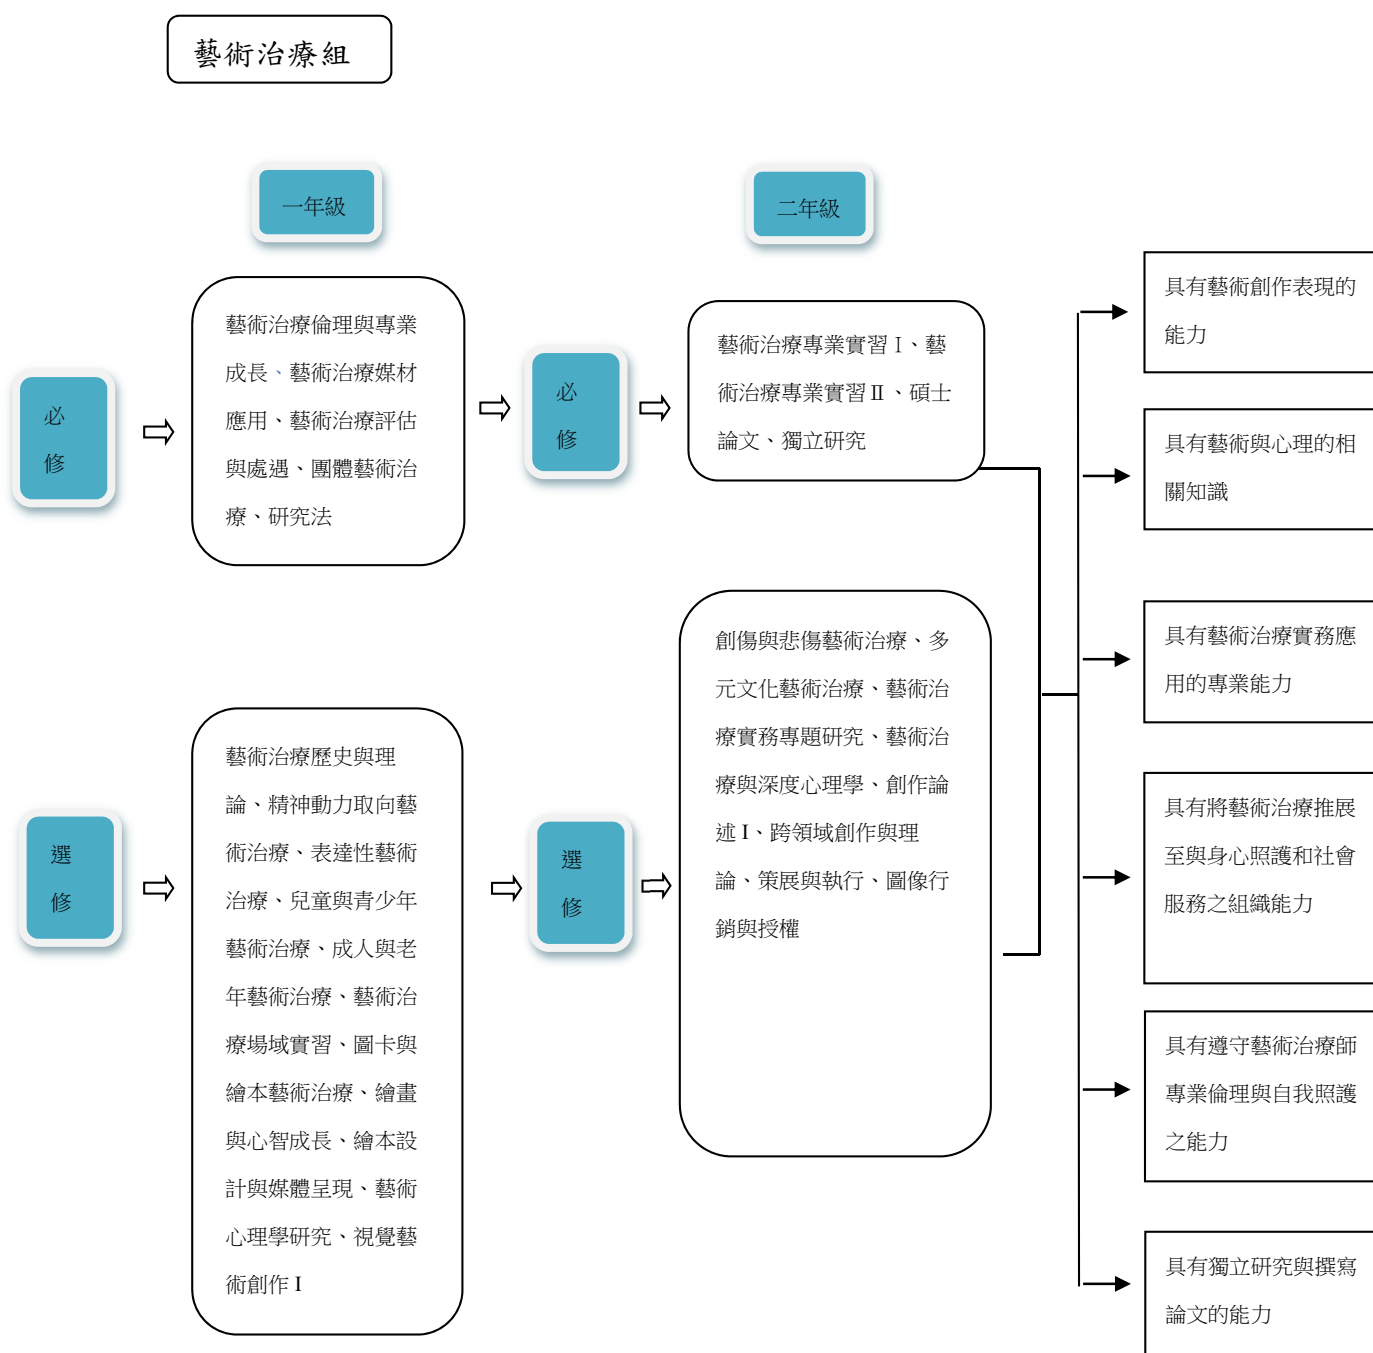 藝術治療組
一年級
二年級
必
修
藝術治療倫理與專業
成長、藝術治療媒材
應用、藝術治療評估
與處遇、團體藝術治
療、研究法
必
修
藝術治療專業實習 I、藝
術治療專業實習Ⅱ、碩士
論文、獨立研究
選
修
藝術治療歷史與理
論、精神動力取向藝
術治療、表達性藝術
治療、兒童與青少年
藝術治療、成人與老
年藝術治療、藝術治
療場域實習、圖卡與
繪本藝術治療、繪畫
與心智成長、繪本設
計與媒體呈現、藝術
心理學研究、視覺藝
術創作 I
選
修
創傷與悲傷藝術治療、多
元文化藝術治療、藝術治
療實務專題研究、藝術治
療與深度心理學、創作論
述 I、跨領域創作與理
論、策展與執行、圖像行
銷與授權
具有藝術創作表現的
能力
具有藝術與心理的相
關知識
具有藝術治療實務應
用的專業能力
具有將藝術治療推展
至與身心照護和社會
服務之組織能力
具有遵守藝術治療師
專業倫理與自我照護
之能力
具有獨立研究與撰寫
論文的能力